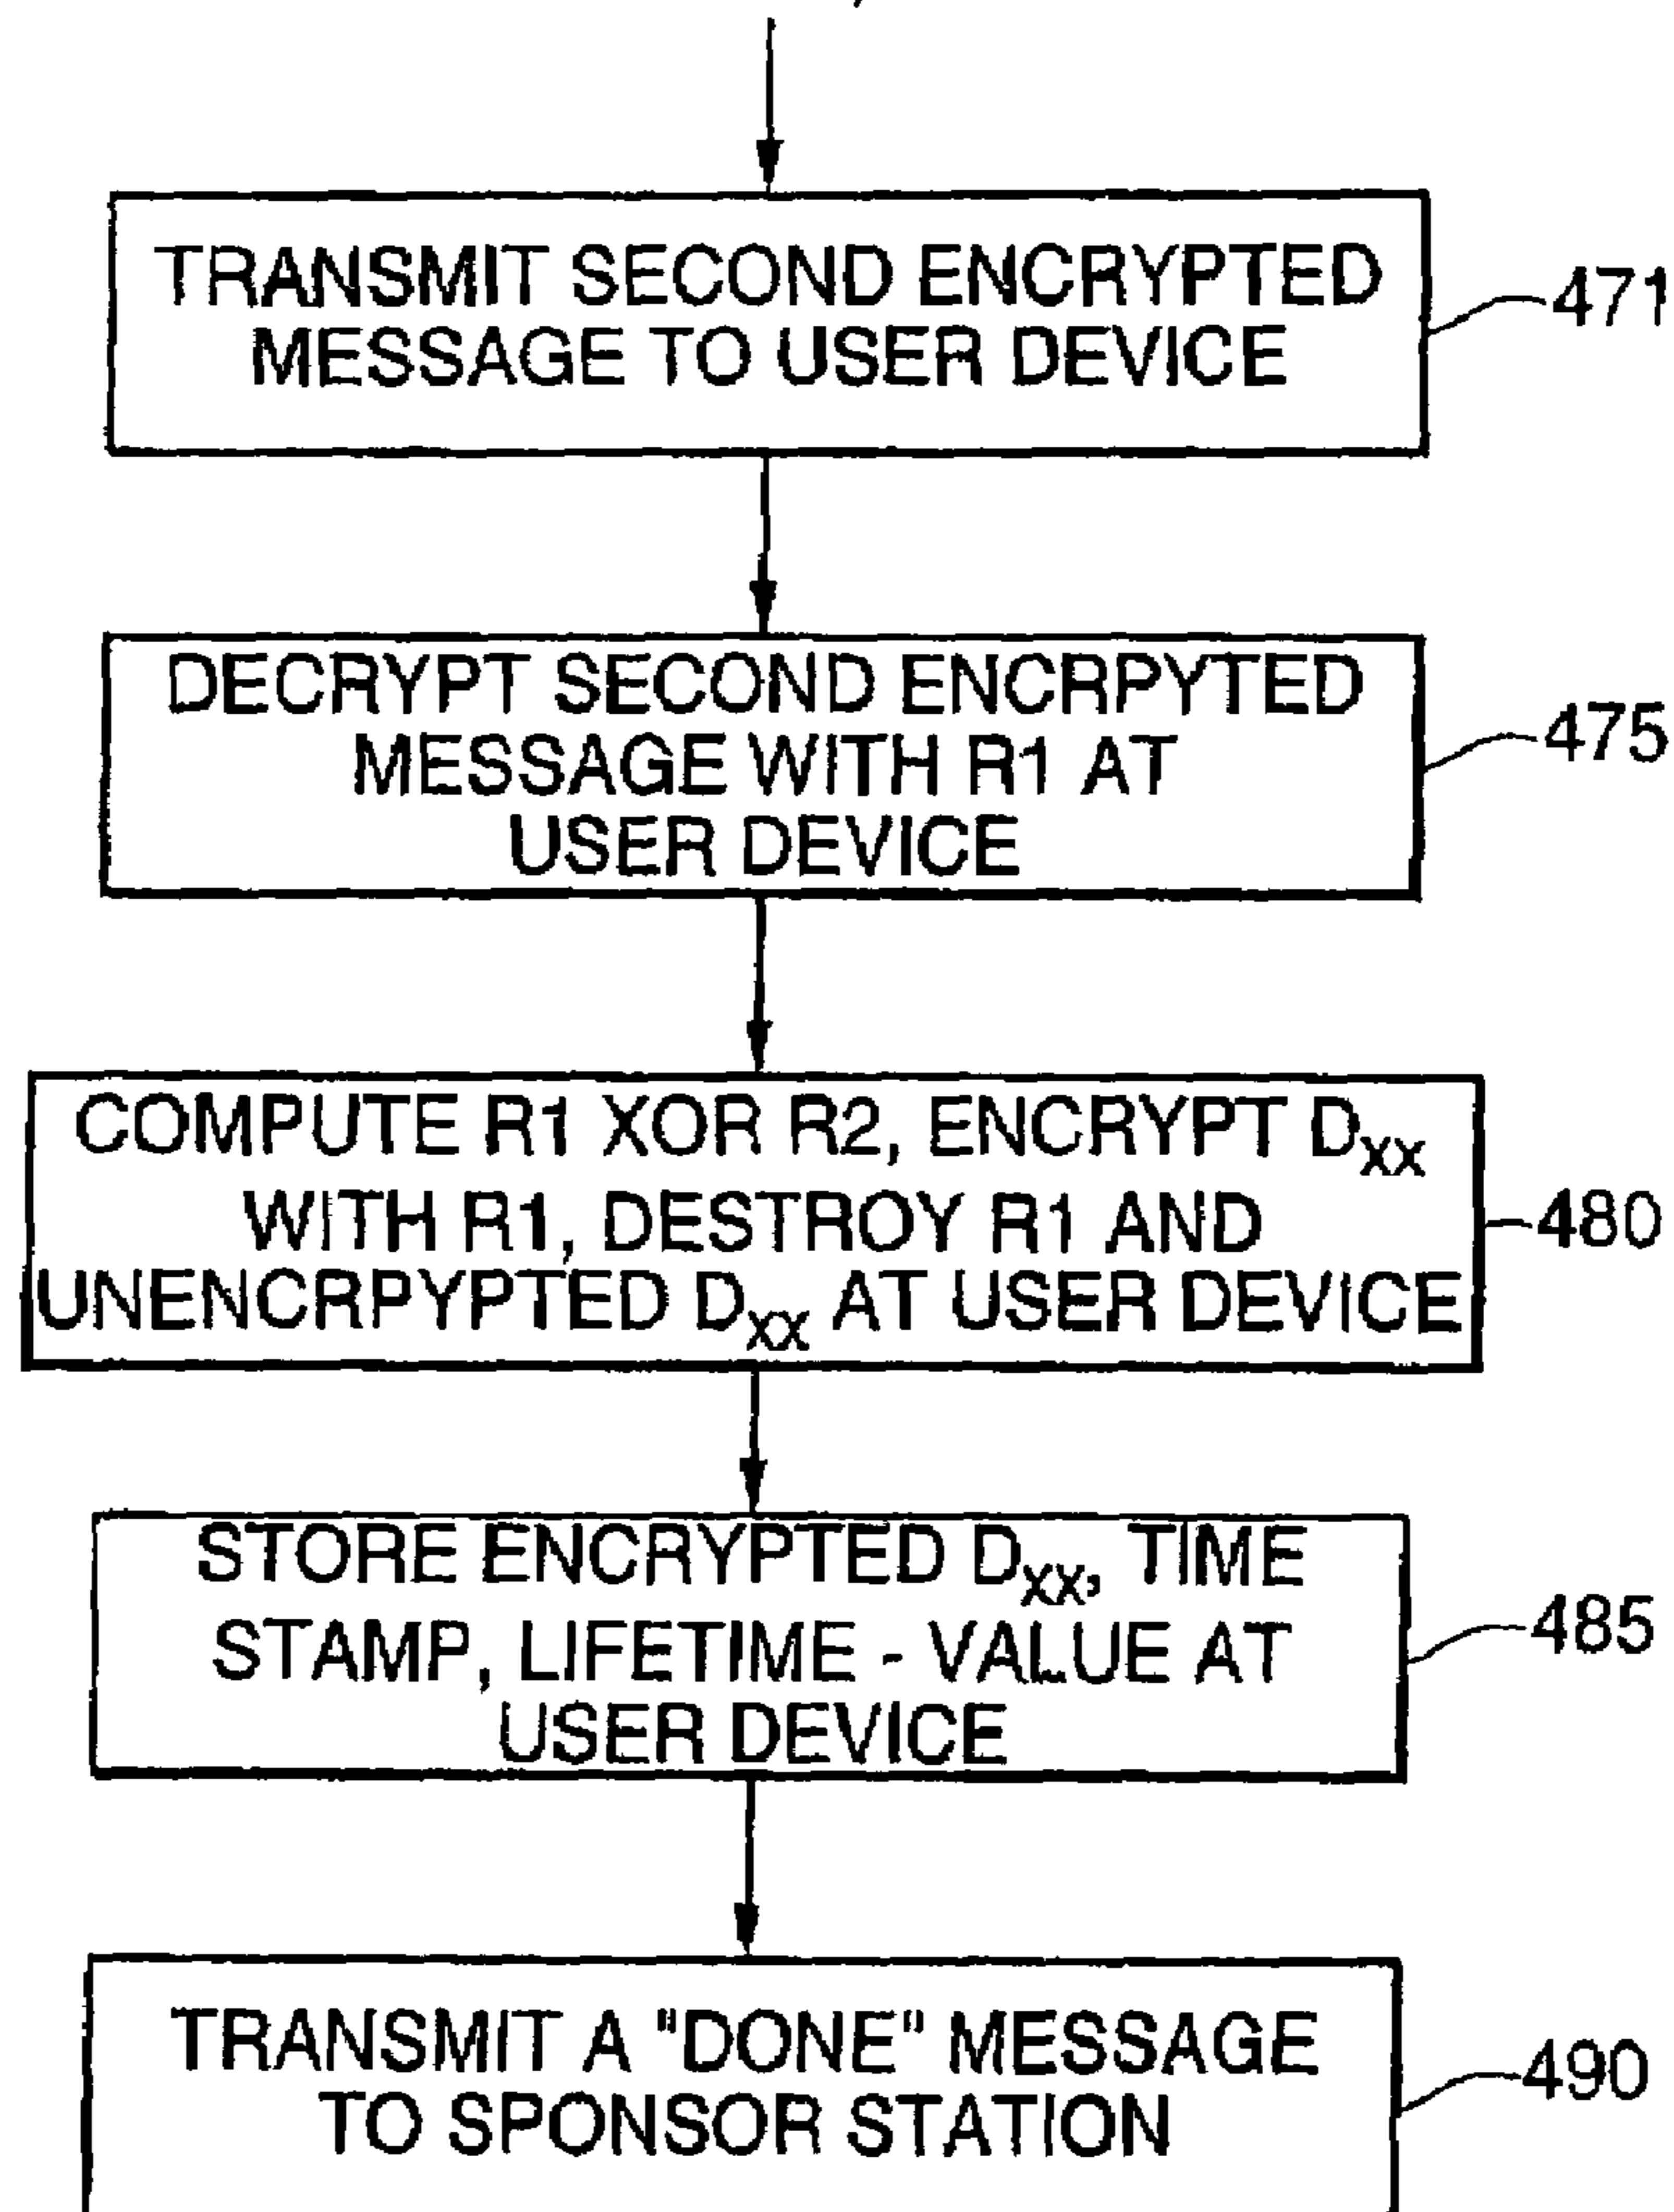 TRANSMIT SECOND ENCRYPTED
MESSAGE TO USER DEVICE
471
DECRYPT SECOND ENCRPYTED
MESSAGE WITH R1 AT
USER DEVICE
475
COMPUTE R1 XOR R2, ENCRYPT Dxx
WITH R1, DESTROY R1 AND
UNENCRPYPTED Dxx AT USER DEVICE
480
STORE ENCRYPTED Dxx, TIME
STAMP, LIFETIME - VALUE AT
USER DEVICE
485
TRANSMIT A "DONE" MESSAGE
TO SPONSOR STATION
490